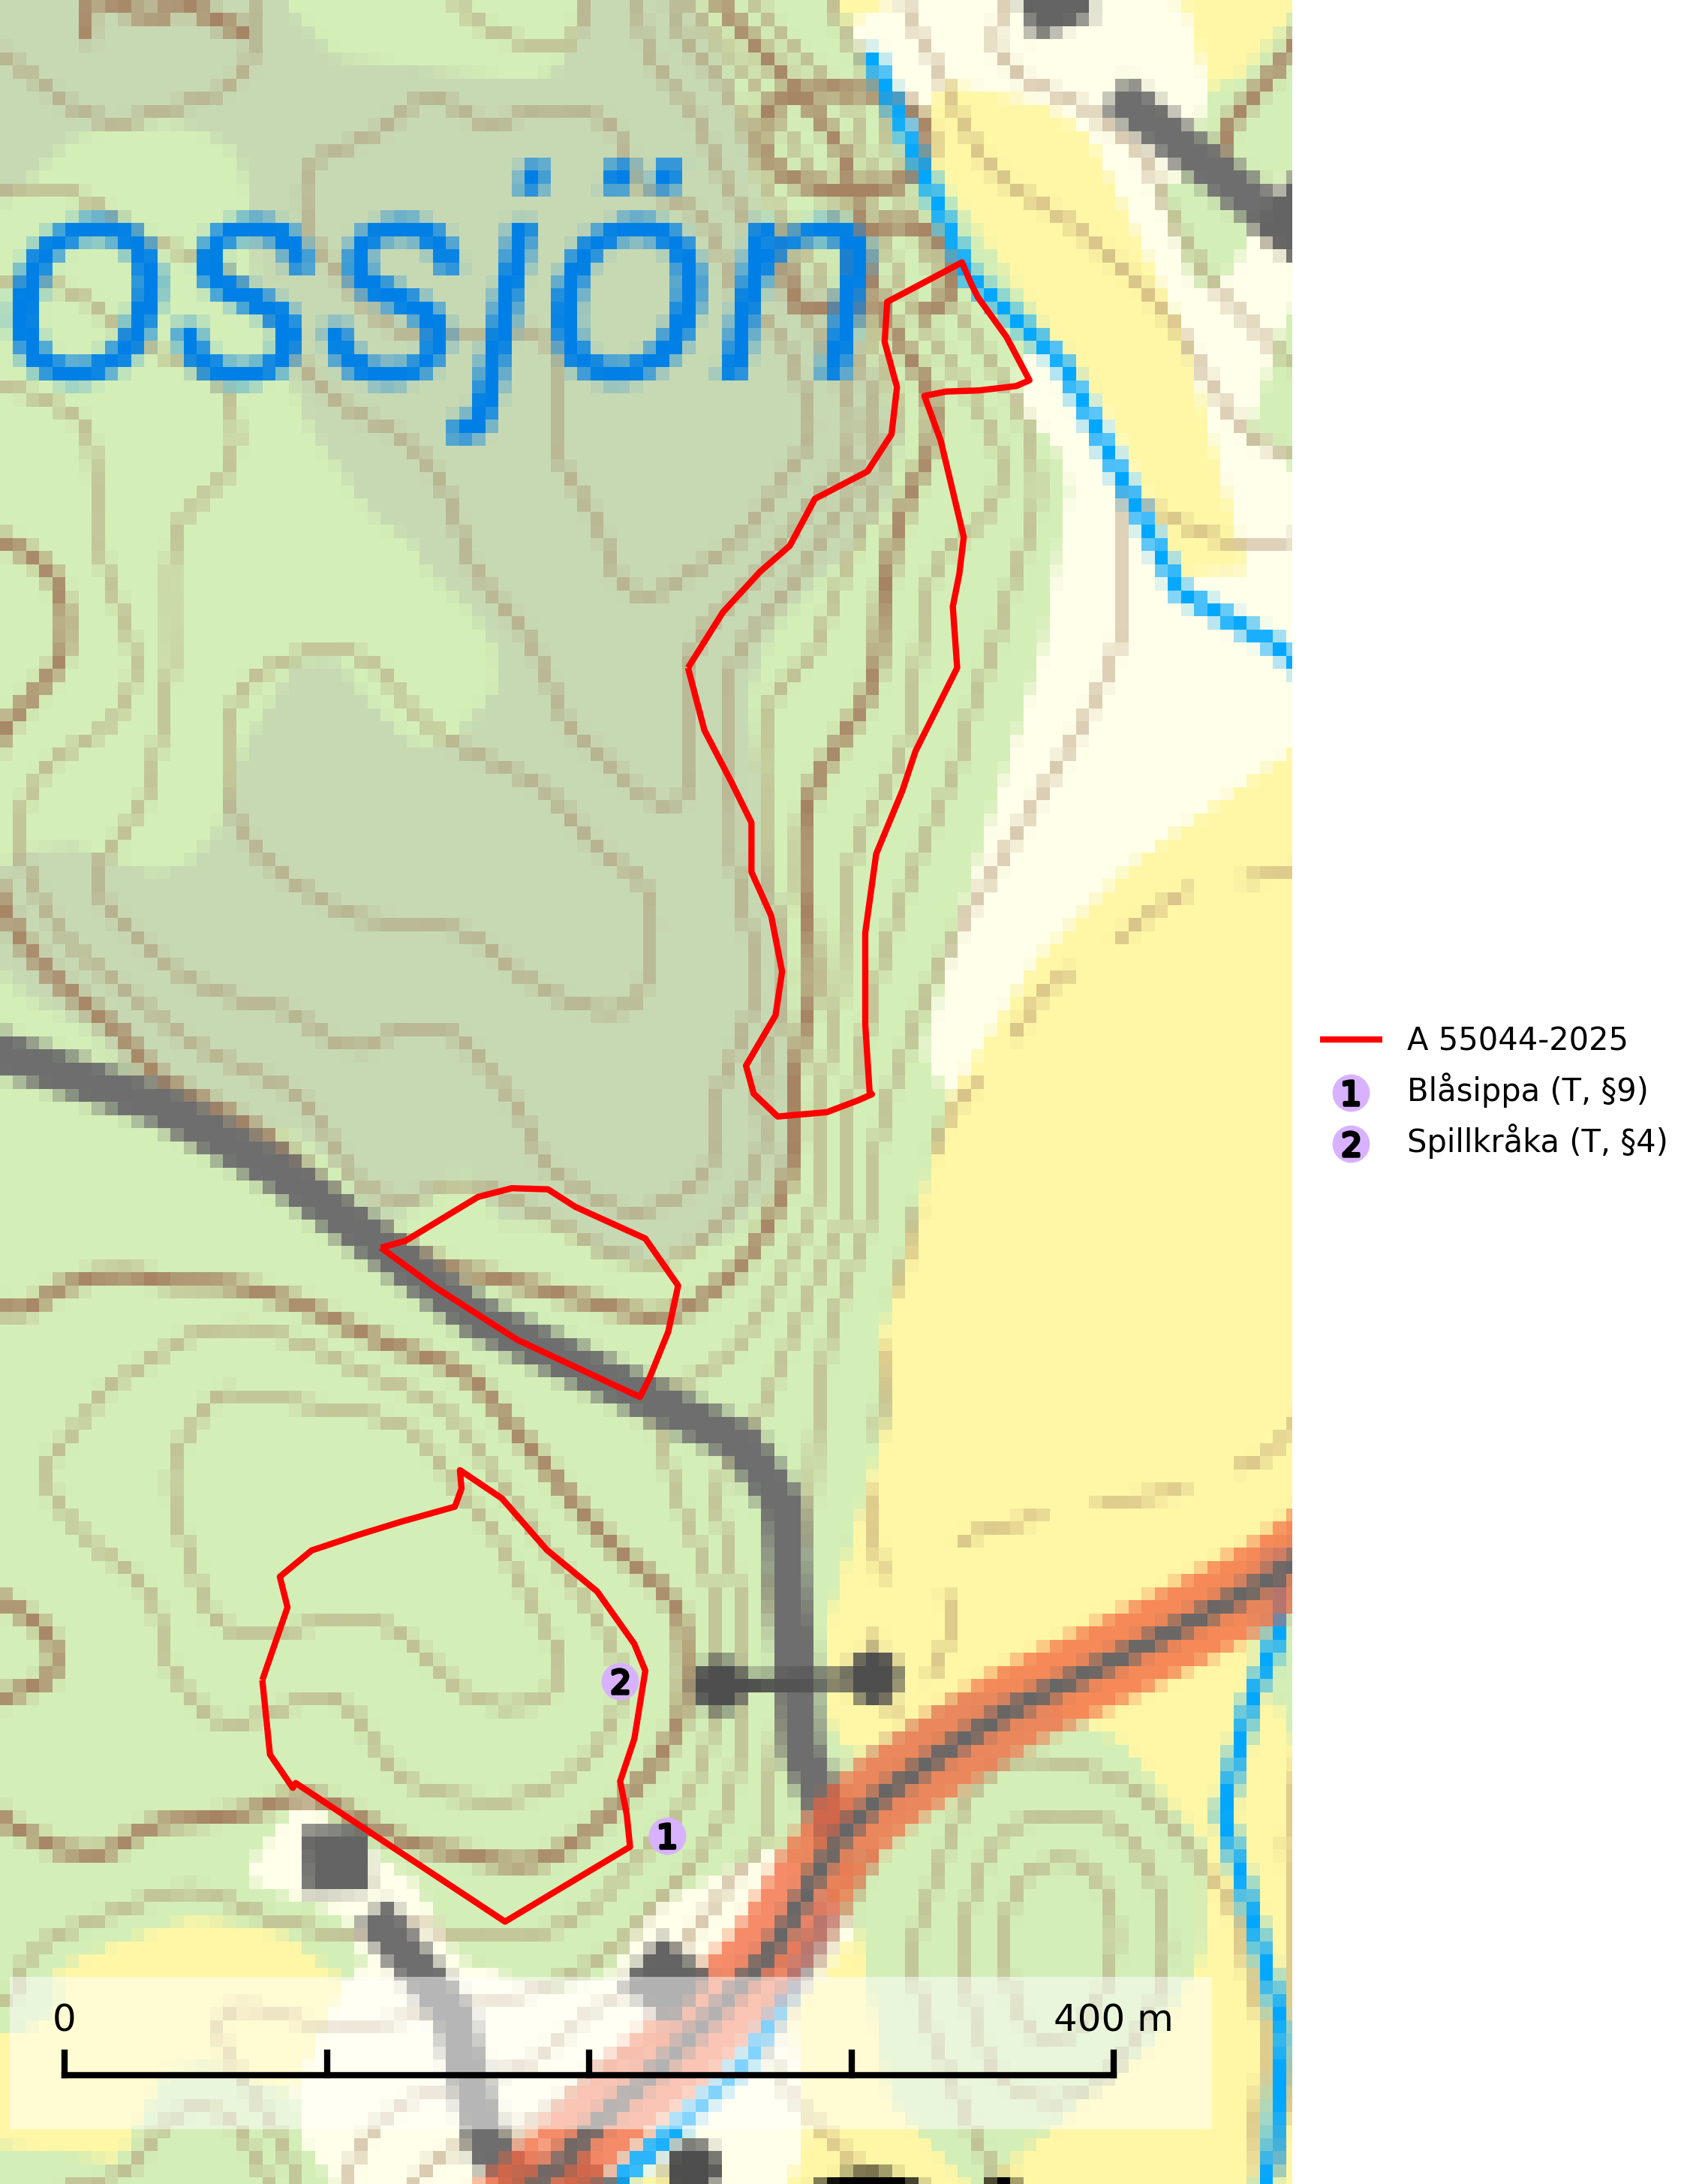 ossjön
A 55044-2025
1 Blåsippa (T, §9)
2 Spillkråka (T, §4)
2
1
0 400 m